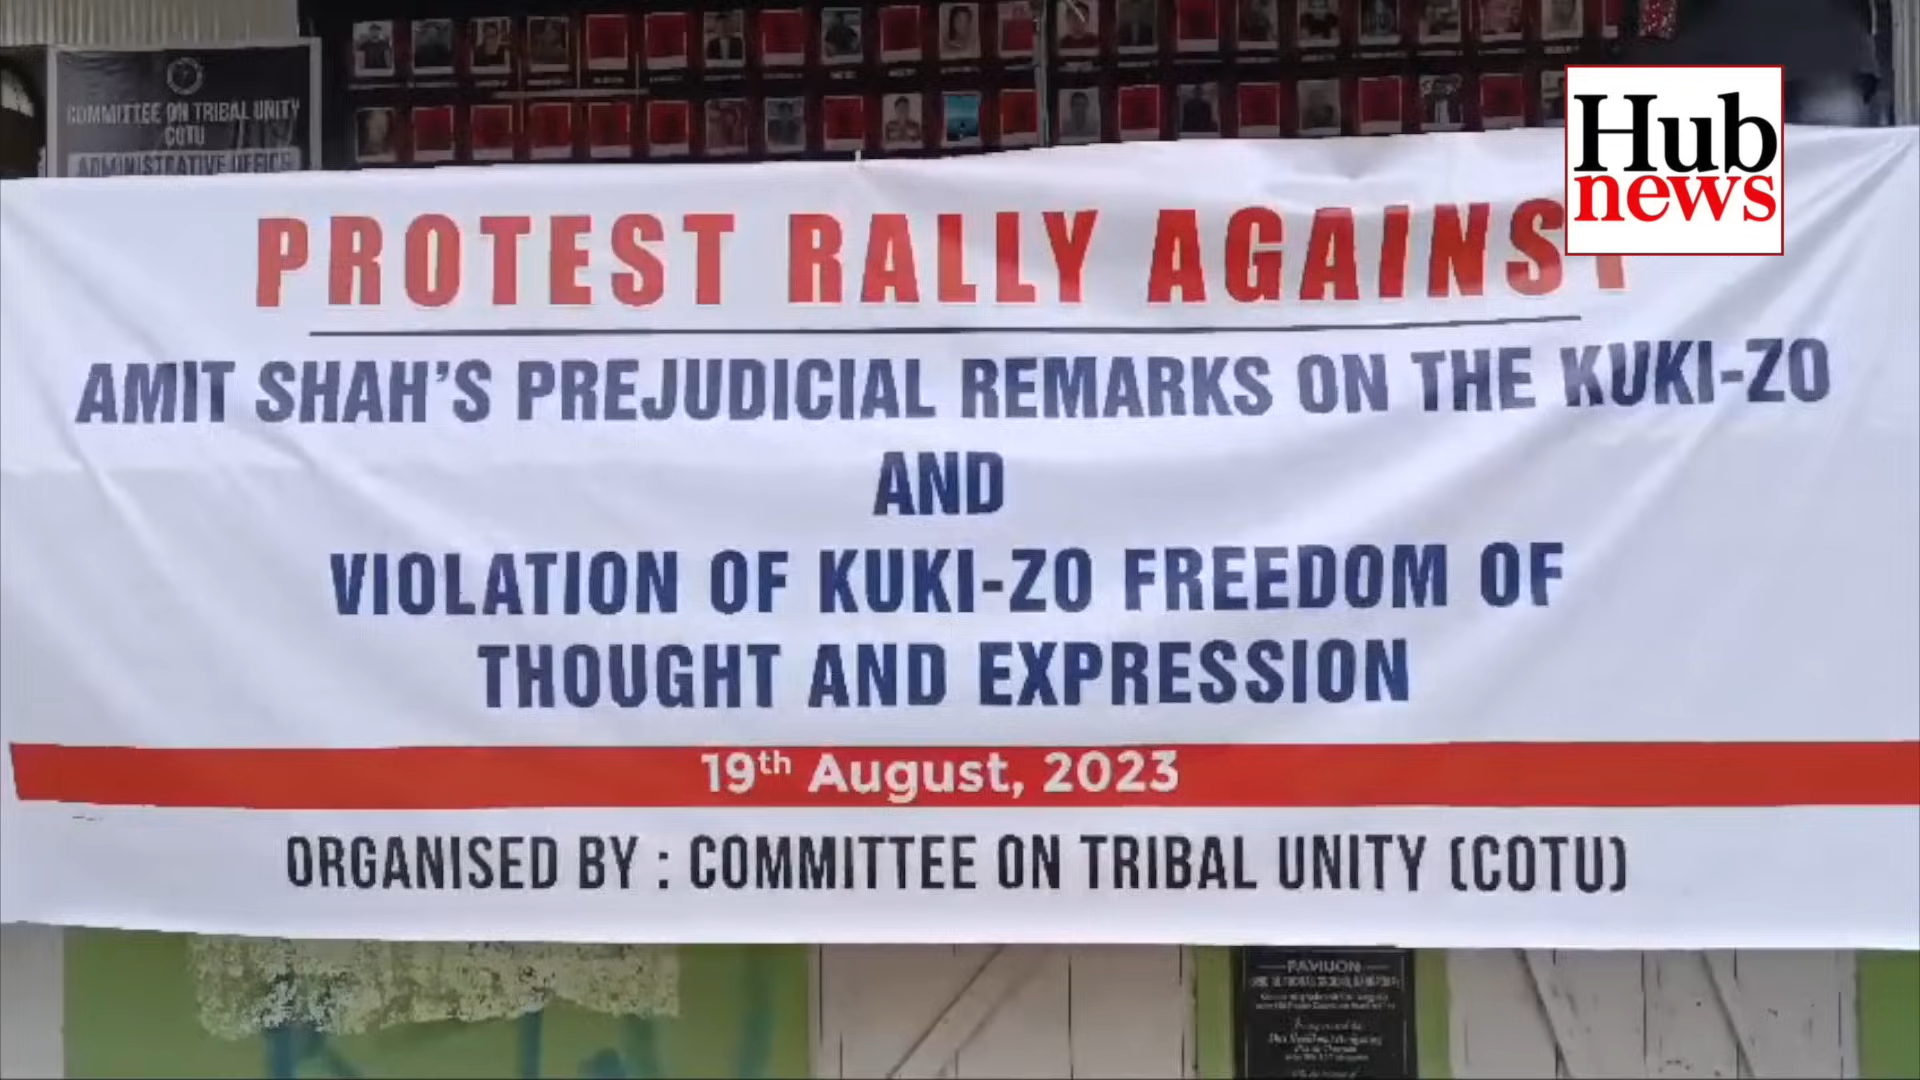 COMMITTEE ON TRIBAL UNITY
COTU
ADMINISTRATIVE OFFICE
Hub
news
PROTEST RALLY AGAINST
AMIT SHAH'S PREJUDICIAL REMARKS ON THE KUKI-ZO
AND
VIOLATION OF KUKI-ZO FREEDOM OF
THOUGHT AND EXPRESSION
19th August, 2023
ORGANISED BY : COMMITTEE ON TRIBAL UNITY (COTU)
PAVILION